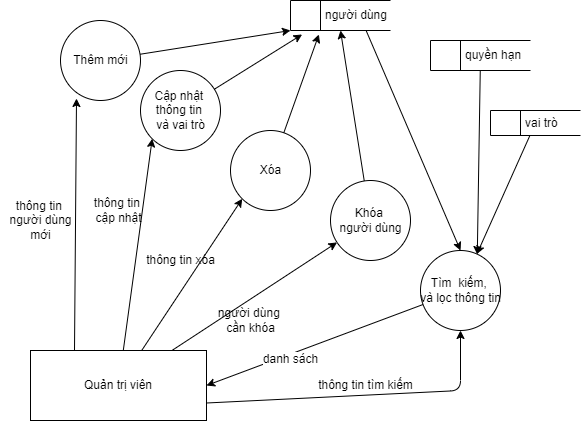 người dùng
Thêm mới
quyền hạn
Cập nhật
thông tin
và vai trò
vai trò
Xóa
thông tin
người dùng
mới
thông tin
cập nhật
Khóa
người dùng
thông tin xóa
Tìm kiếm,
và lọc thông tin
người dùng
cần khóa
danh sách
Quản trị viên
thông tin tìm kiếm